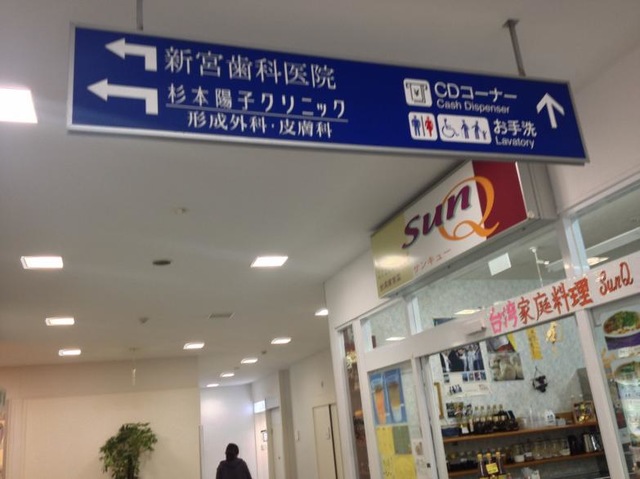 新宮歯科医院
杉本陽子クリニック
形成外科・皮膚科
CDコーナー
Cash Dispenser
お手洗
Lavatory
sunQ
サンキュー
台湾家庭料理 SunQ